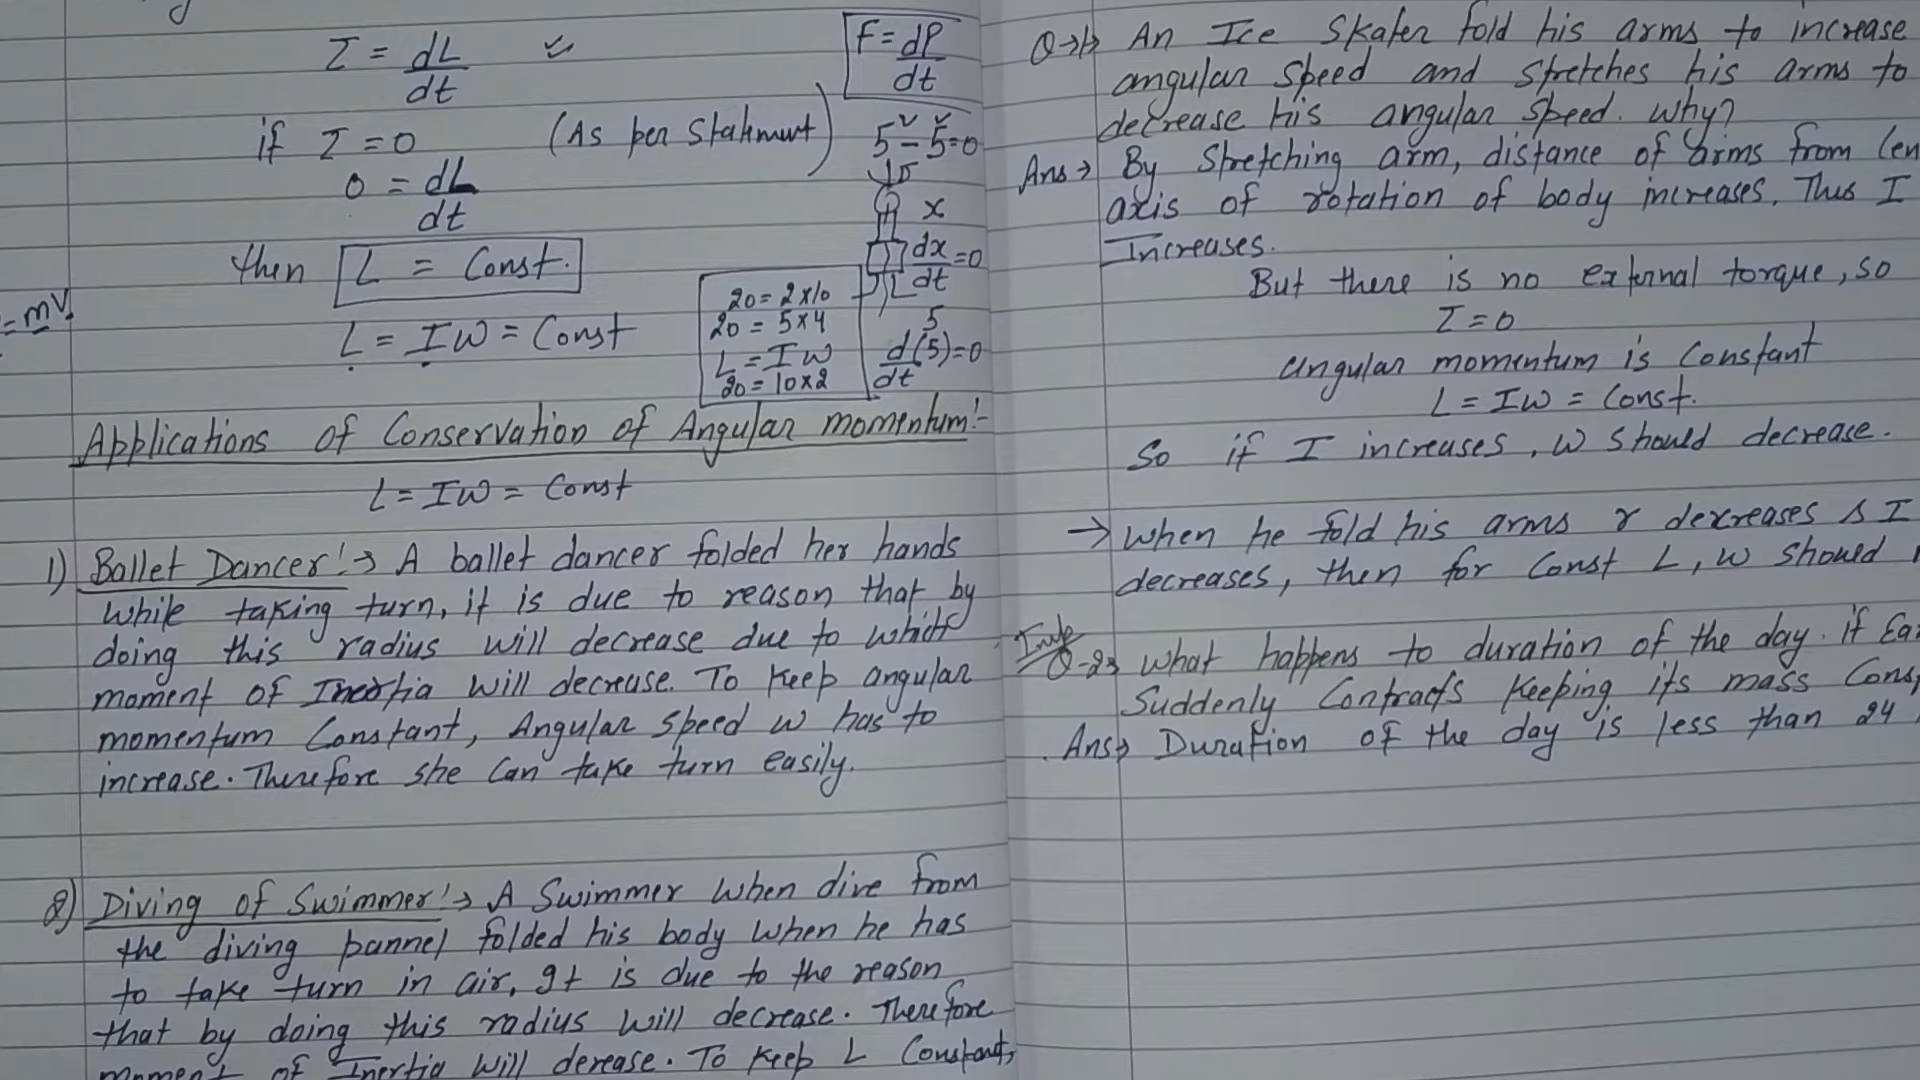 τ = dL
dt
if τ = 0 (As per Statment)
0 = dL
dt
then L = Const.
= mV
L = Iω = Const
F = dP
dt
5 - 5 = 0
x
dx = 0
dt
5
d(5) = 0
dt
20 = 2×10
20 = 5×4
L = Iω
20 = 10×2
Applications of Conservation of Angular momentum:-
L = Iω = Const
1) Ballet Dancer:→ A ballet dancer folded her hands
while taking turn, it is due to reason that by
doing this radius will decrease due to which
moment of Inertia will decrease. To Keep angular
momentum Constant, Angular speed ω has to
increase. Therefore she Can take turn easily.
2) Diving of Swimmer:→ A Swimmer when dive from
the diving pannel folded his body when he has
to take turn in air, It is due to the reason
that by doing this radius will decrease. Therefore
moment of Inertia will derease. To Keep L Constant,
Q→1→ An Ice Skater fold his arms to increase
angular speed and stretches his arms to
decrease his angular speed. why?
Ans→ By Stretching arm, distance of arms from Cen
axis of rotation of body increases. Thus I
Increases.
But there is no external torque, so
τ = 0
angular momentum is Constant
L = Iω = Const.
So if I increases, ω should decrease.
→ when he fold his arms r decreases & I
decreases, then for Const L, ω should
Imp
Q-2→ what happens to duration of the day. if Ea
Suddenly Contracts Keeping its mass Cons
Ans→ Duration of the day is less than 24